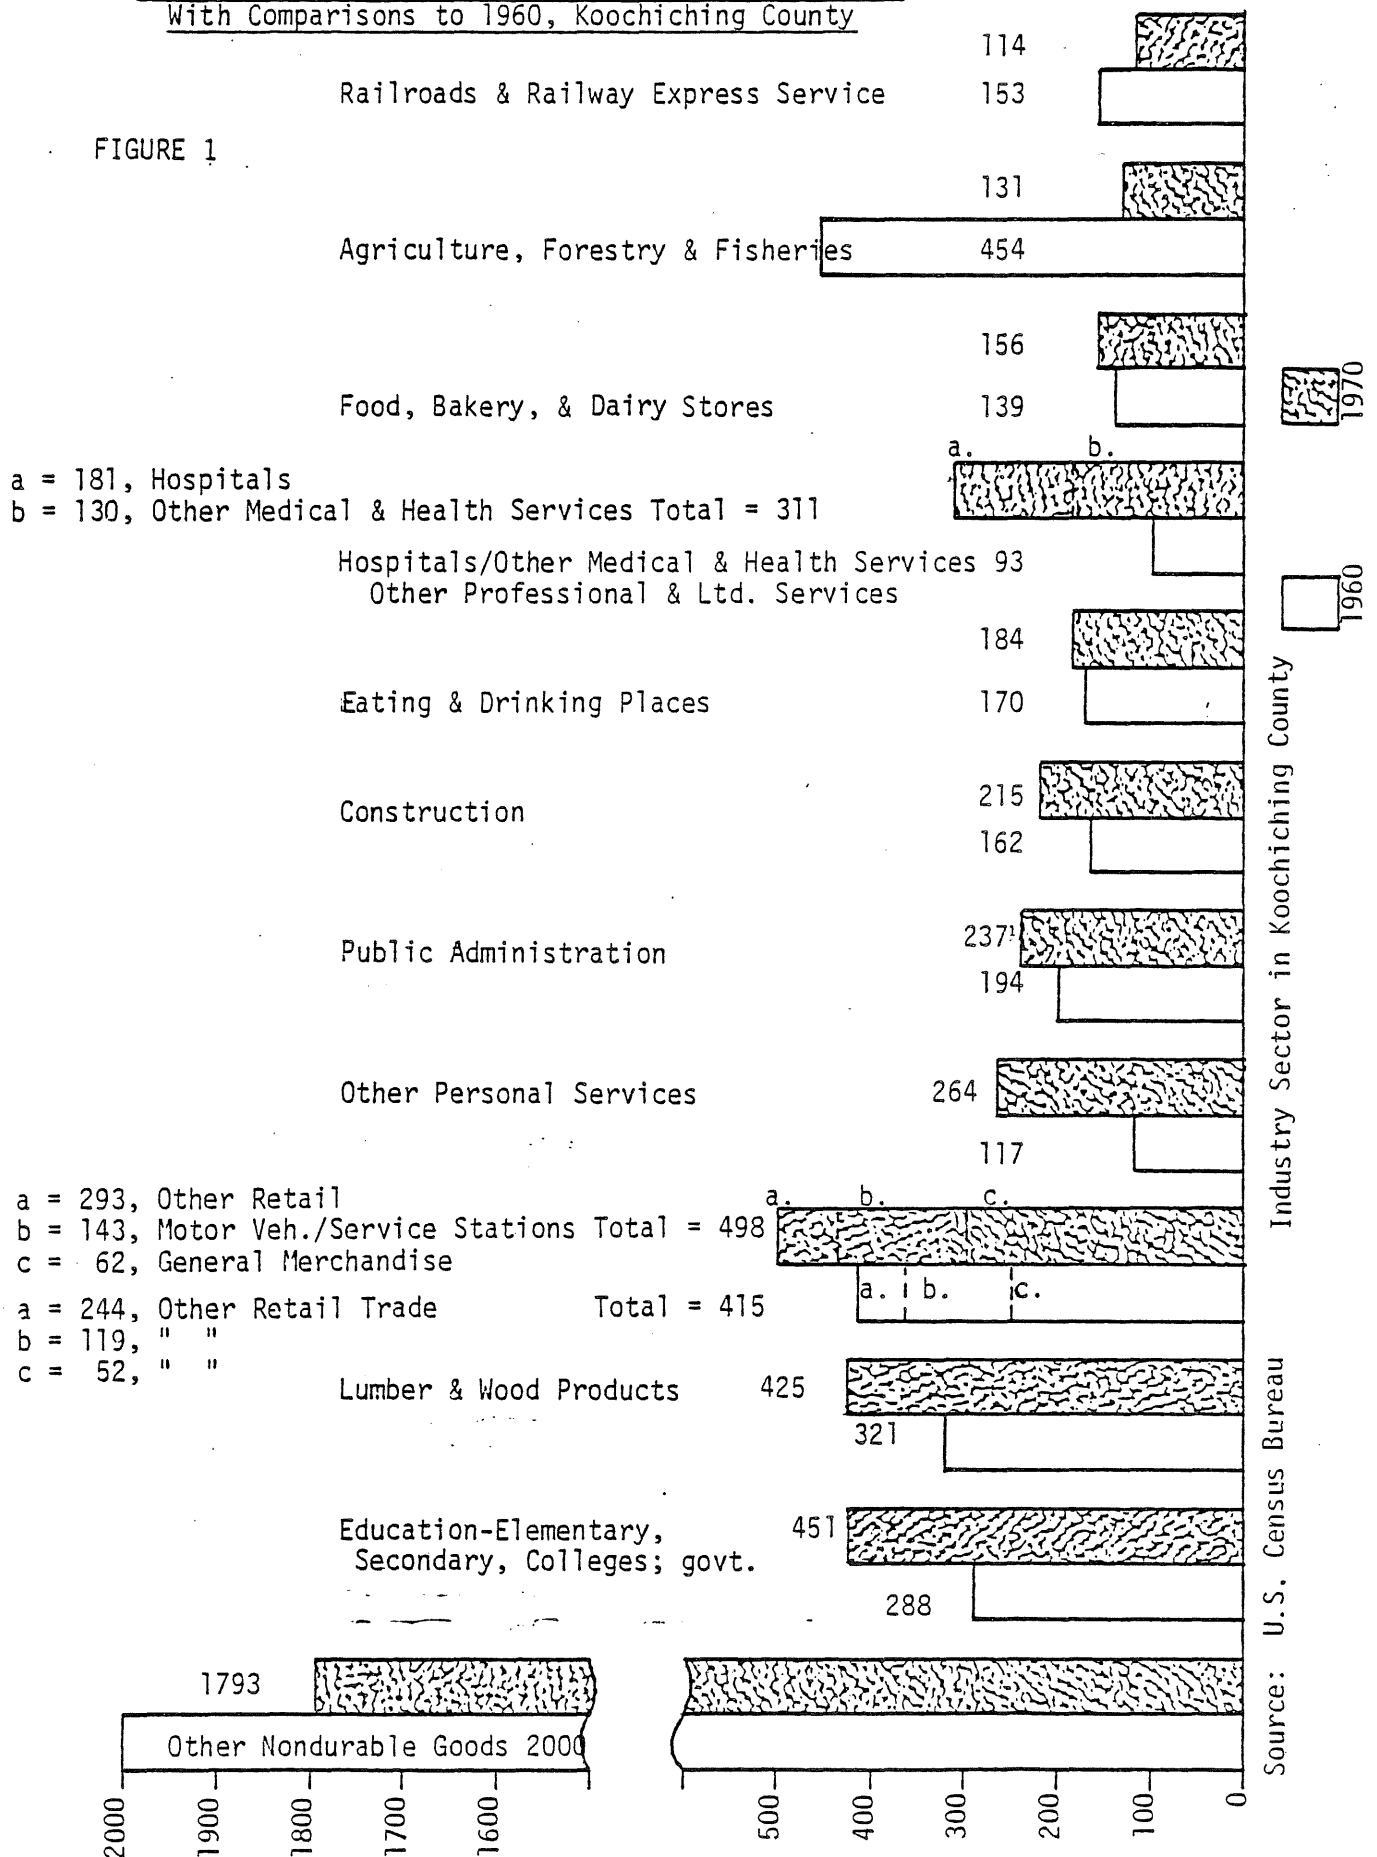 With Comparisons to 1960, Koochiching County
114
Railroads & Railway Express Service 153
FIGURE 1
131
Agriculture, Forestry & Fisheries 454
156
Food, Bakery, & Dairy Stores 139
1970
a. b.
a = 181, Hospitals
b = 130, Other Medical & Health Services Total = 311
Hospitals/Other Medical & Health Services 93
Other Professional & Ltd. Services
1960
184
Eating & Drinking Places 170
215
Construction
162
237¹
Public Administration
194
Other Personal Services 264
117
Industry Sector in Koochiching County
a. b. c.
a = 293, Other Retail
b = 143, Motor Veh./Service Stations Total = 498
c = 62, General Merchandise
a. b. c.
a = 244, Other Retail Trade Total = 415
b = 119, " "
c = 52, " "
Lumber & Wood Products 425
321
Education-Elementary, 451
Secondary, Colleges; govt.
288
1793
Other Nondurable Goods 2000
Source: U.S. Census Bureau
2000 1900 1800 1700 1600 500 400 300 200 100 0